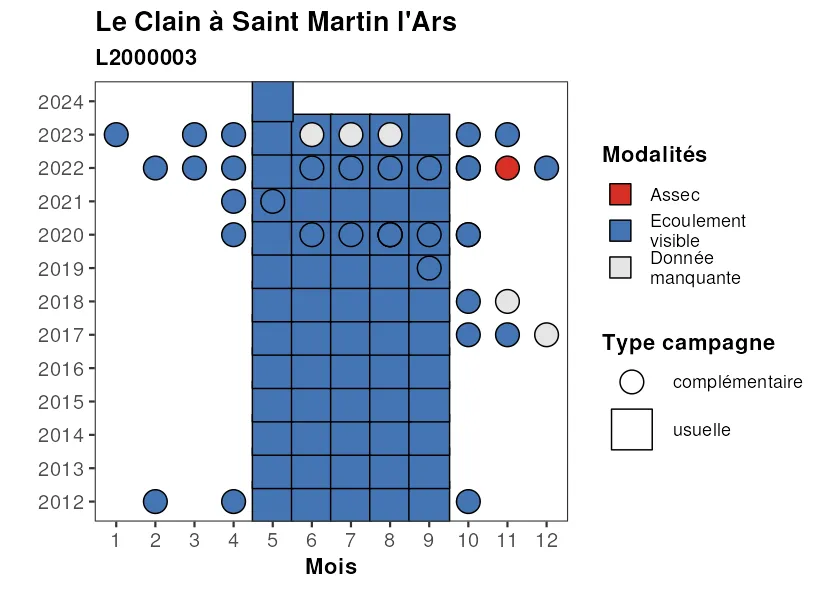 Le Clain à Saint Martin l'Ars
L2000003
2024
2023
2022
2021
2020
2019
2018
2017
2016
2015
2014
2013
2012
1 2 3 4 5 6 7 8 9 10 11 12
Mois
Modalités
Assec
Ecoulement
visible
Donnée
manquante
Type campagne
complémentaire
usuelle